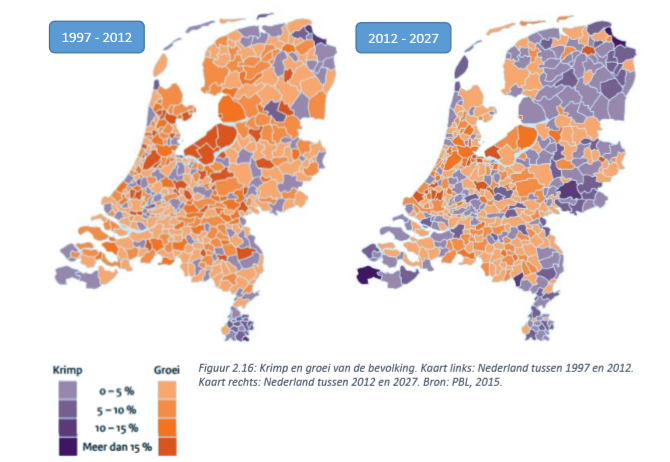 1997 - 2012
2012 - 2027
Krimp
Groei
0 – 5 %
5 – 10 %
10 – 15 %
Meer dan 15 %
Figuur 2.16: Krimp en groei van de bevolking. Kaart links: Nederland tussen 1997 en 2012.
Kaart rechts: Nederland tussen 2012 en 2027. Bron: PBL, 2015.